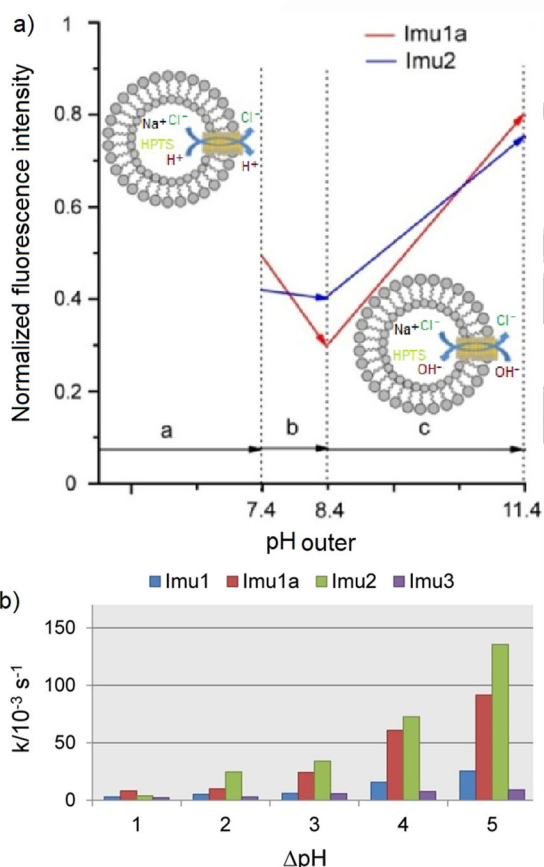 a)
Imu1a
Imu2
Normalized fluorescence intensity
1
0.8
0.6
0.4
0.2
0
Na⁺ Cl⁻ Cl⁻
HPTS
H⁺ H⁺
Na⁺ Cl⁻ Cl⁻
HPTS
OH⁻ OH⁻
a b c
7.4 8.4 11.4
pH outer
b)
Imu1 Imu1a Imu2 Imu3
k/10⁻³ s⁻¹
150
100
50
0
1 2 3 4 5
ΔpH